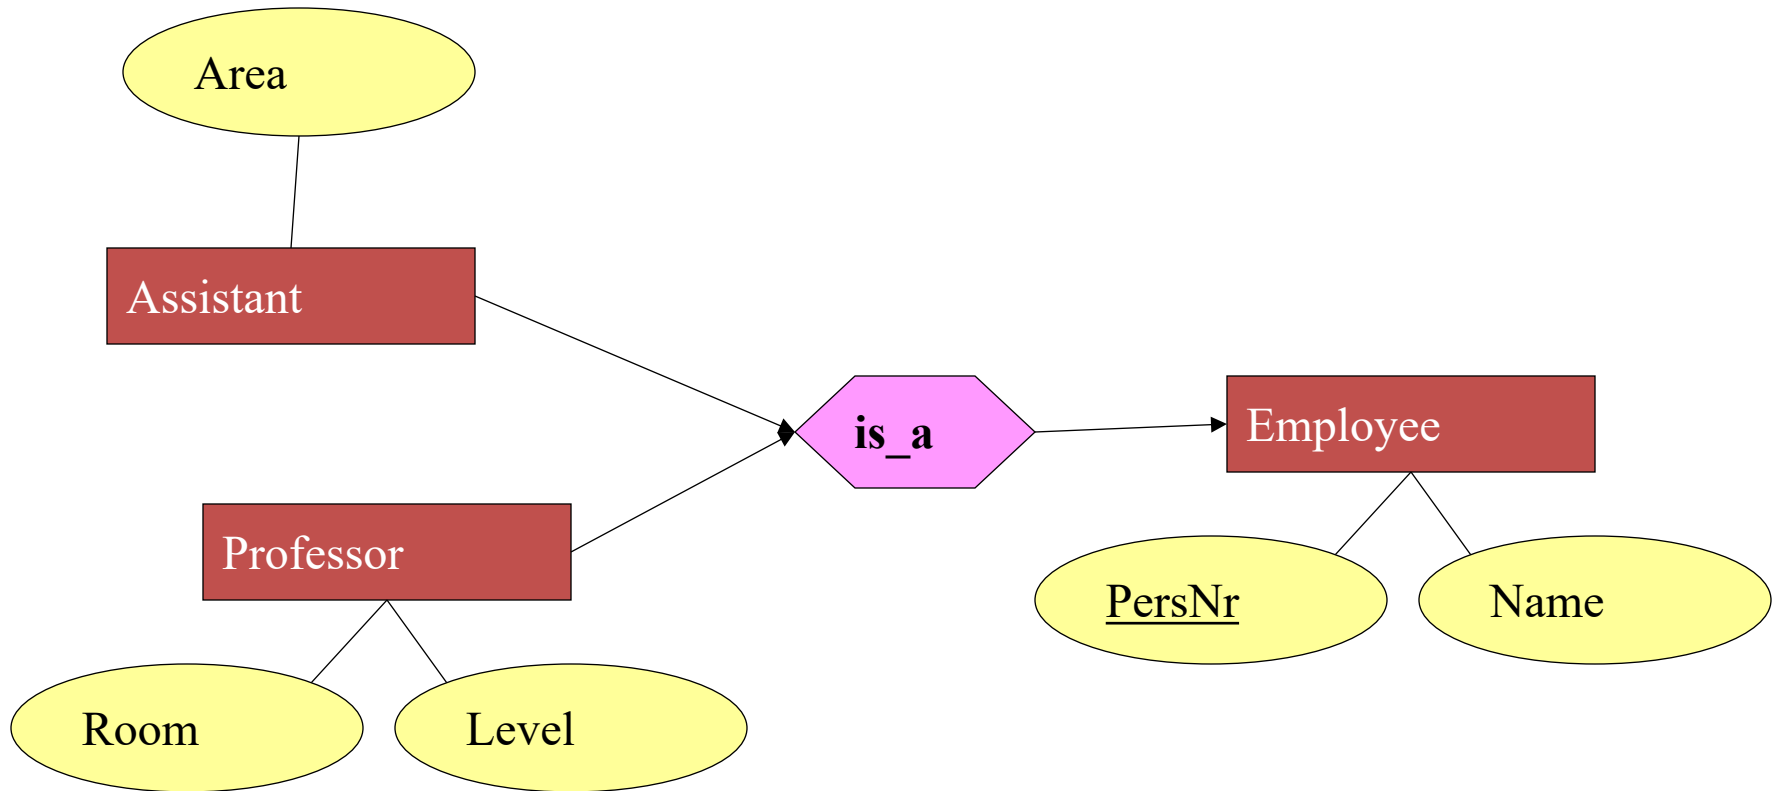 Area
Assistant
is_a
Employee
Professor
PersNr
Name
Room
Level